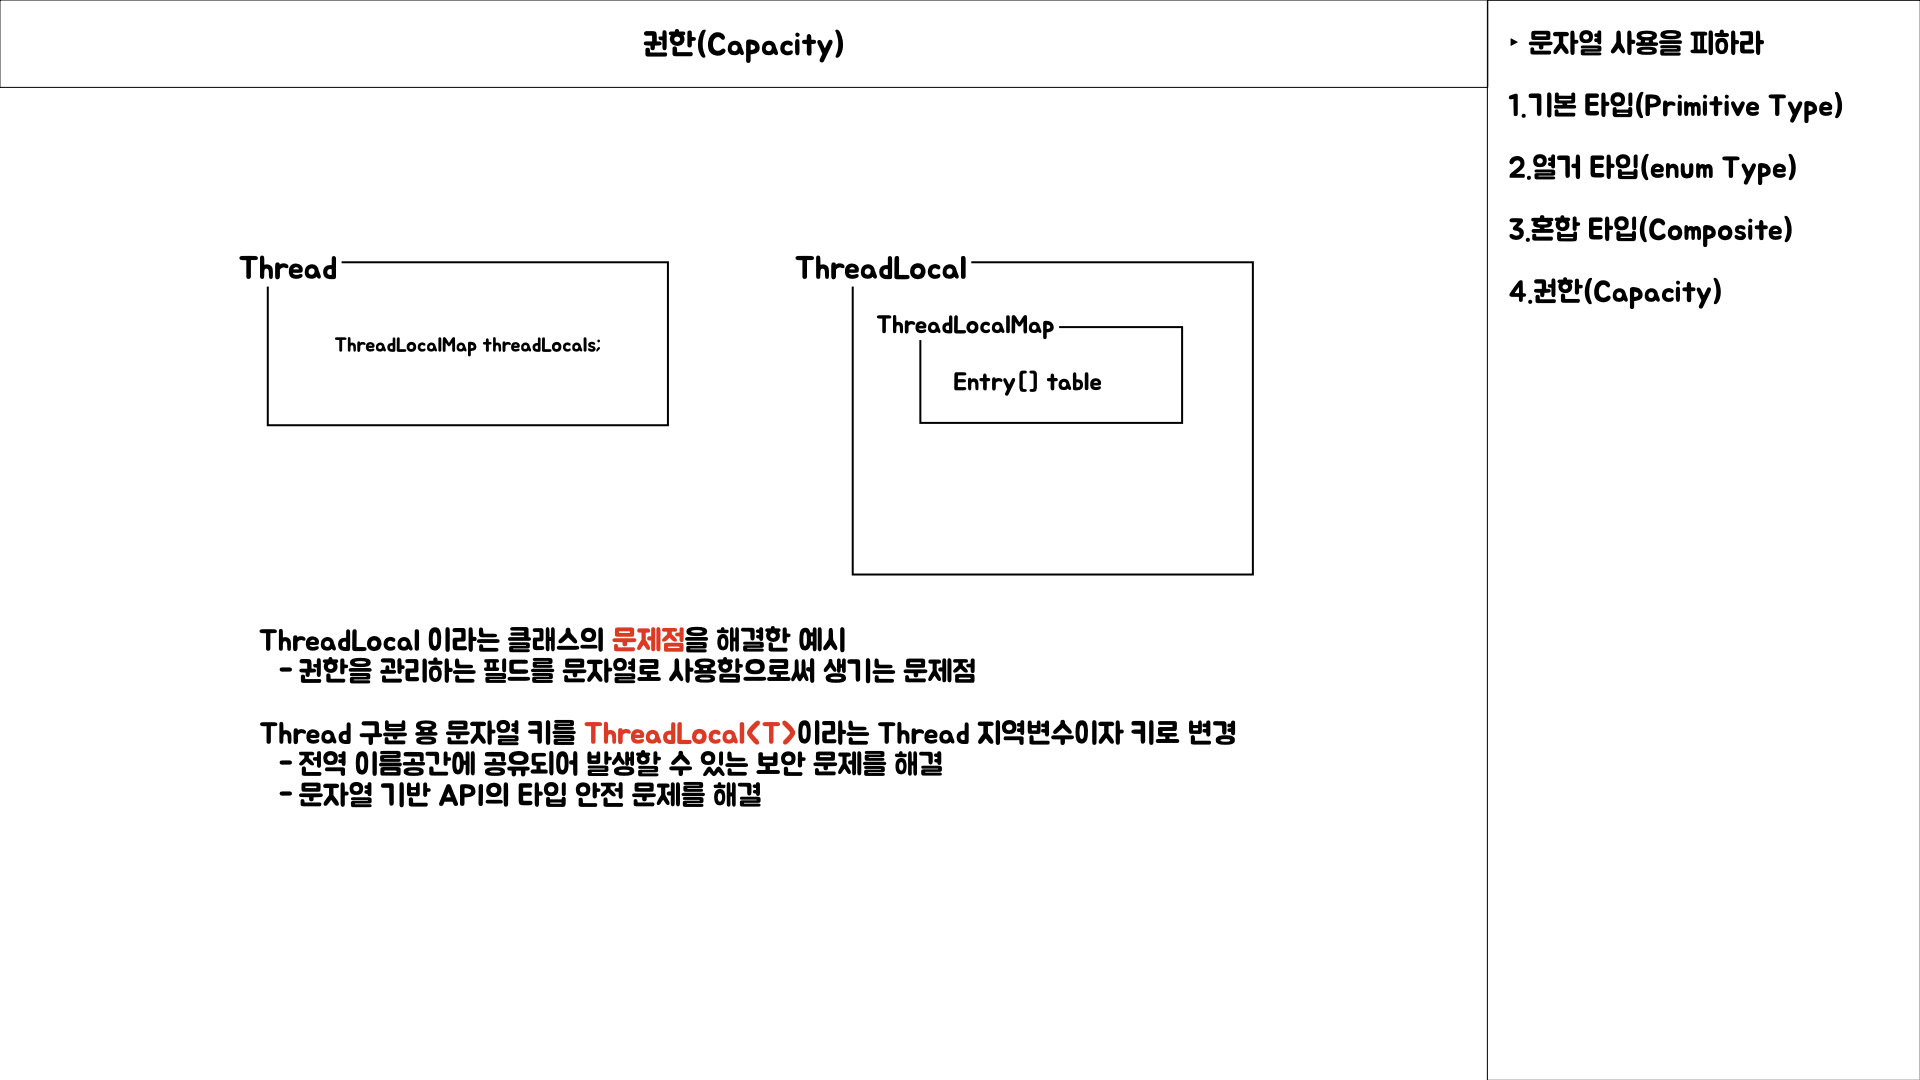 권한(Capacity)
Thread
ThreadLocalMap threadLocals;
ThreadLocal
ThreadLocalMap
Entry[] table
ThreadLocal 이라는 클래스의 문제점을 해결한 예시
- 권한을 관리하는 필드를 문자열로 사용함으로써 생기는 문제점
Thread 구분 용 문자열 키를 ThreadLocal<T>이라는 Thread 지역변수이자 키로 변경
- 전역 이름공간에 공유되어 발생할 수 있는 보안 문제를 해결
- 문자열 기반 API의 타입 안전 문제를 해결
‣ 문자열 사용을 피하라
1.기본 타입(Primitive Type)
2.열거 타입(enum Type)
3.혼합 타입(Composite)
4.권한(Capacity)